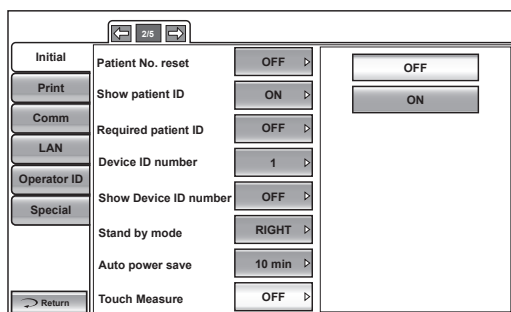 2/5
Initial
Print
Comm
LAN
Operator ID
Special
Return
Patient No. reset OFF
Show patient ID ON
Required patient ID OFF
Device ID number 1
Show Device ID number OFF
Stand by mode RIGHT
Auto power save 10 min
Touch Measure OFF
OFF
ON